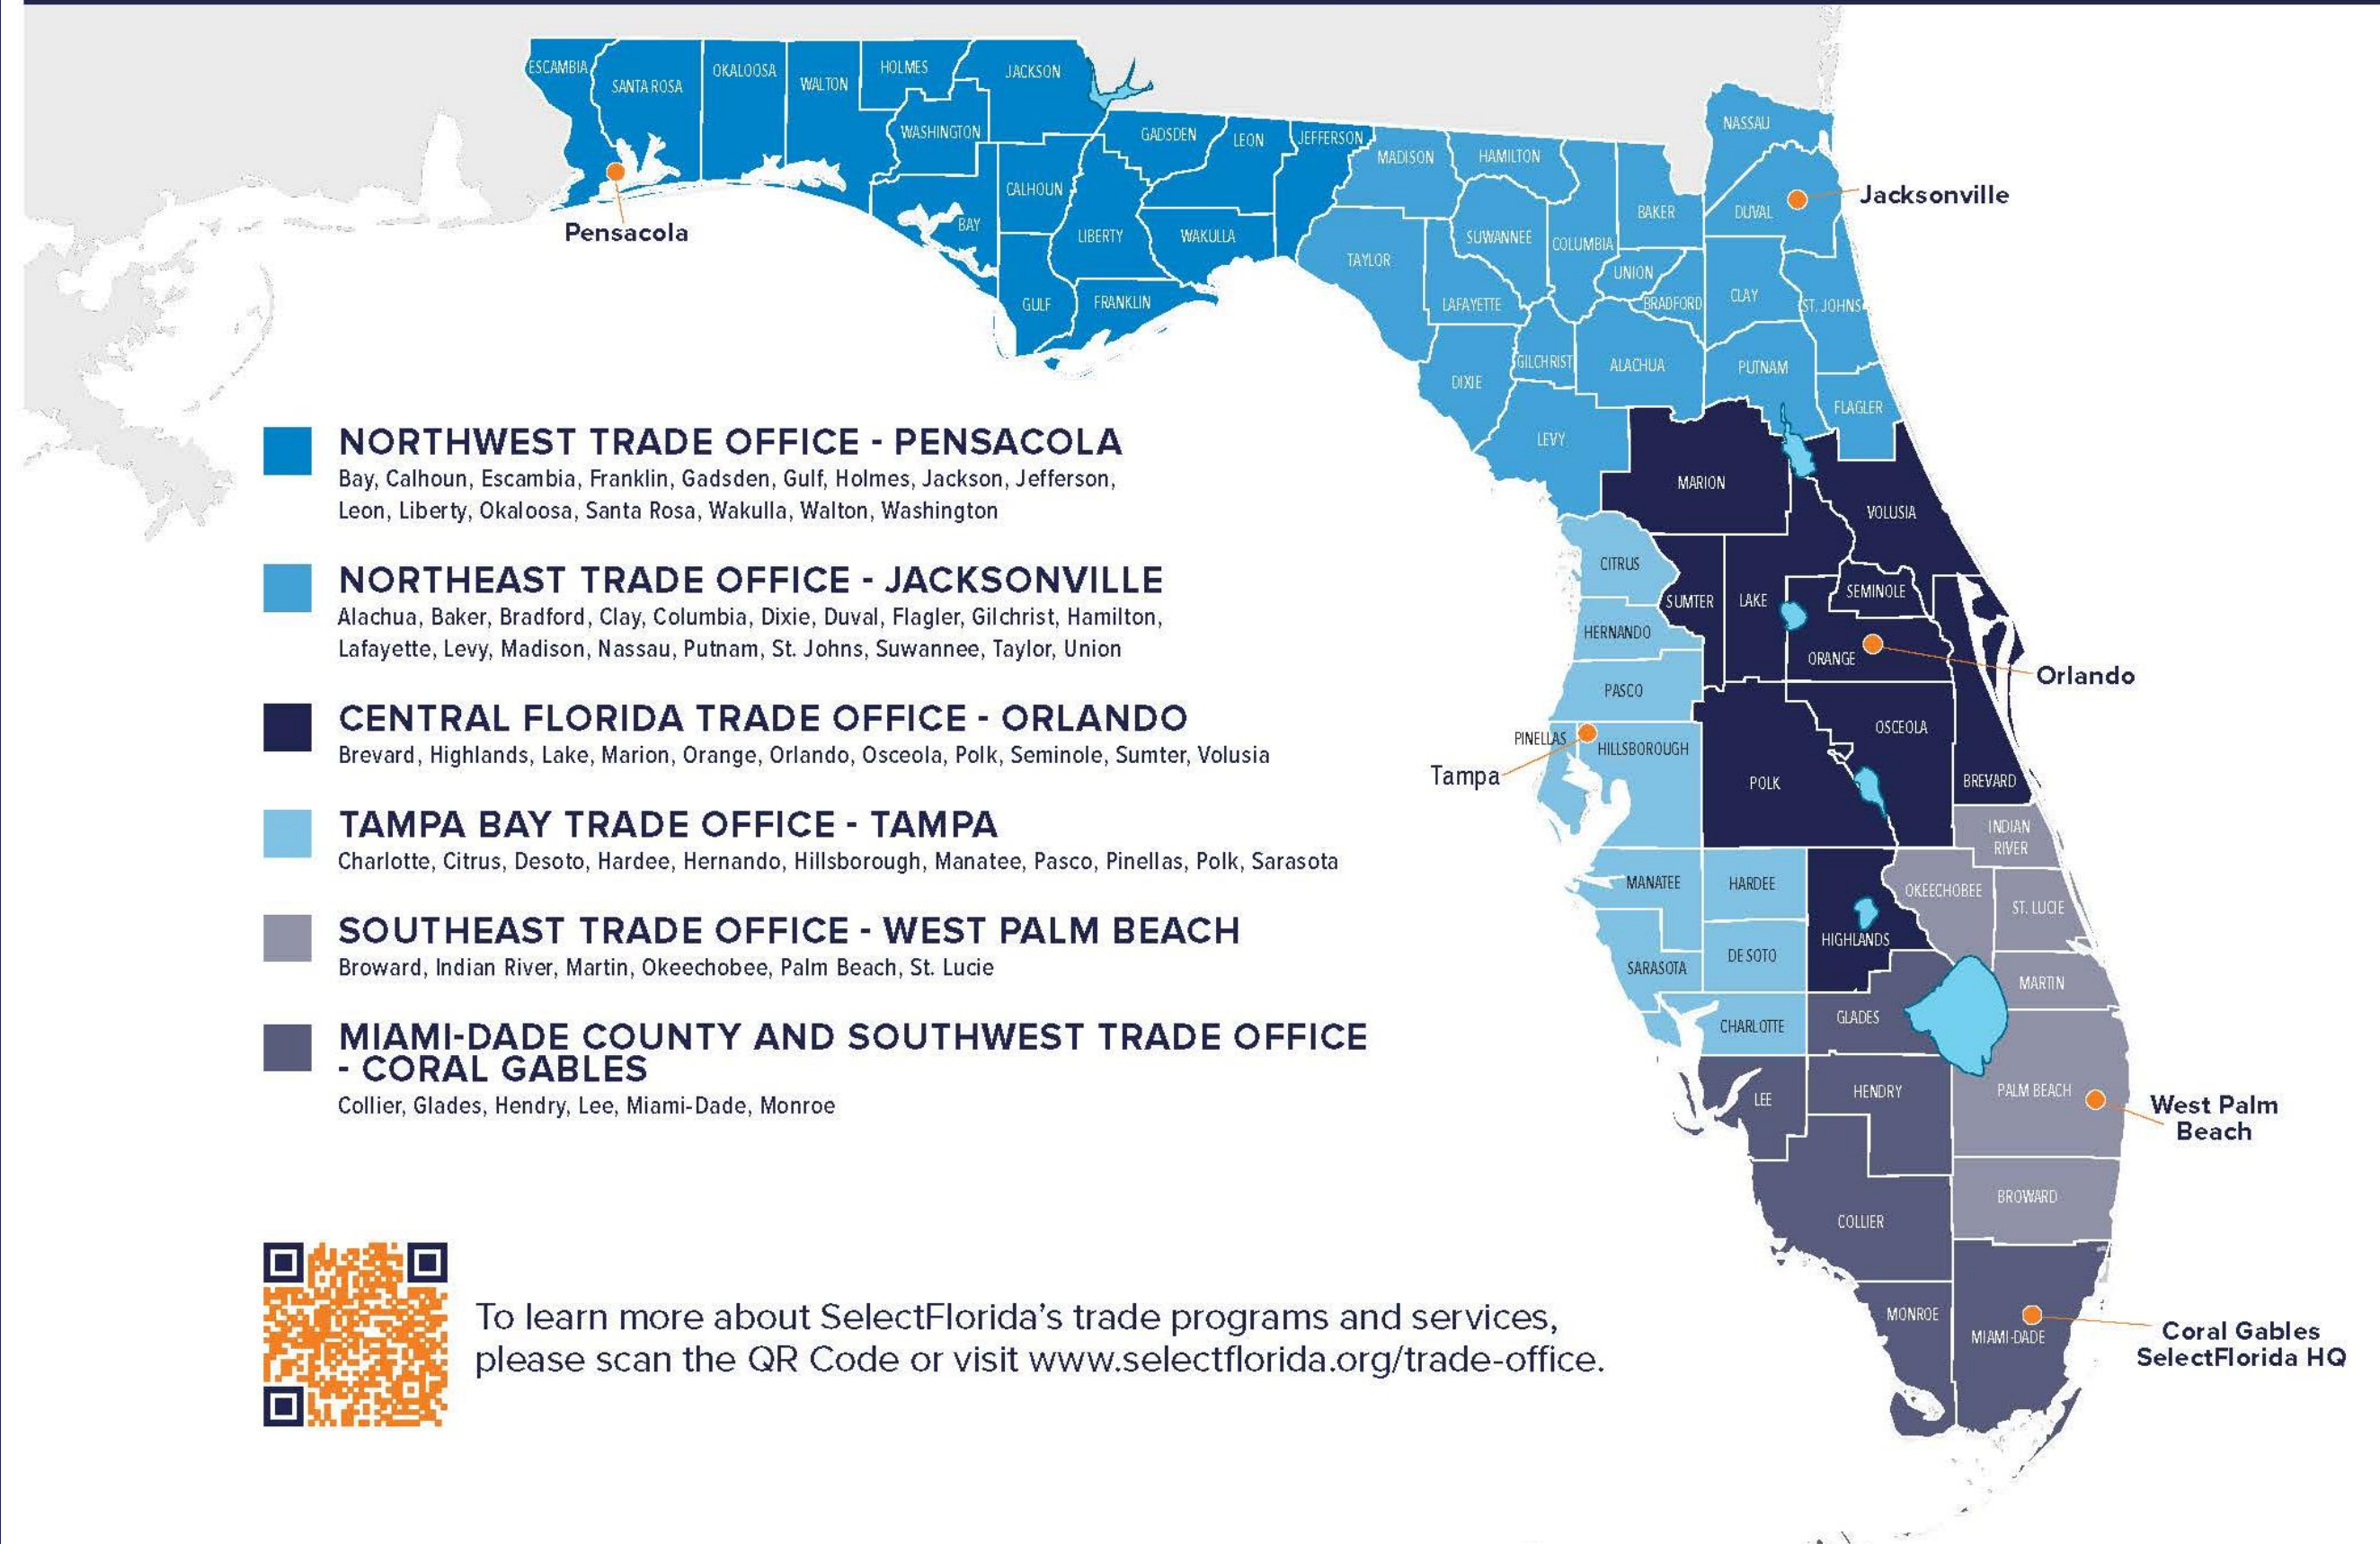 ESCAMBIA
SANTA ROSA
OKALOOSA
WALTON
HOLMES
JACKSON
WASHINGTON
GADSDEN
LEON
JEFFERSON
MADISON
HAMILTON
NASSAU
CALHOUN
BAY
LIBERTY
WAKULLA
GULF
FRANKLIN
TAYLOR
SUWANNEE
COLUMBIA
BAKER
DUVAL
UNION
LAFAYETTE
BRADFORD
CLAY
ST. JOHNS
DIXIE
GILCHRIST
ALACHUA
PUTNAM
FLAGLER
LEVY
Pensacola
Jacksonville
NORTHWEST TRADE OFFICE - PENSACOLA
Bay, Calhoun, Escambia, Franklin, Gadsden, Gulf, Holmes, Jackson, Jefferson,
Leon, Liberty, Okaloosa, Santa Rosa, Wakulla, Walton, Washington
NORTHEAST TRADE OFFICE - JACKSONVILLE
Alachua, Baker, Bradford, Clay, Columbia, Dixie, Duval, Flagler, Gilchrist, Hamilton,
Lafayette, Levy, Madison, Nassau, Putnam, St. Johns, Suwannee, Taylor, Union
CENTRAL FLORIDA TRADE OFFICE - ORLANDO
Brevard, Highlands, Lake, Marion, Orange, Orlando, Osceola, Polk, Seminole, Sumter, Volusia
TAMPA BAY TRADE OFFICE - TAMPA
Charlotte, Citrus, Desoto, Hardee, Hernando, Hillsborough, Manatee, Pasco, Pinellas, Polk, Sarasota
SOUTHEAST TRADE OFFICE - WEST PALM BEACH
Broward, Indian River, Martin, Okeechobee, Palm Beach, St. Lucie
MIAMI-DADE COUNTY AND SOUTHWEST TRADE OFFICE
- CORAL GABLES
Collier, Glades, Hendry, Lee, Miami-Dade, Monroe
MARION
VOLUSIA
CITRUS
SUMTER
LAKE
SEMINOLE
HERNANDO
ORANGE
Orlando
PASCO
PINELLAS
HILLSBOROUGH
Tampa
OSCEOLA
POLK
BREVARD
INDIAN
RIVER
MANATEE
HARDEE
OKEECHOBEE
ST. LUCIE
HIGHLANDS
SARASOTA
DE SOTO
MARTIN
CHARLOTTE
GLADES
LEE
HENDRY
PALM BEACH
West Palm
Beach
BROWARD
COLLIER
MONROE
MIAMI-DADE
Coral Gables
SelectFlorida HQ
To learn more about SelectFlorida's trade programs and services,
please scan the QR Code or visit www.selectflorida.org/trade-office.